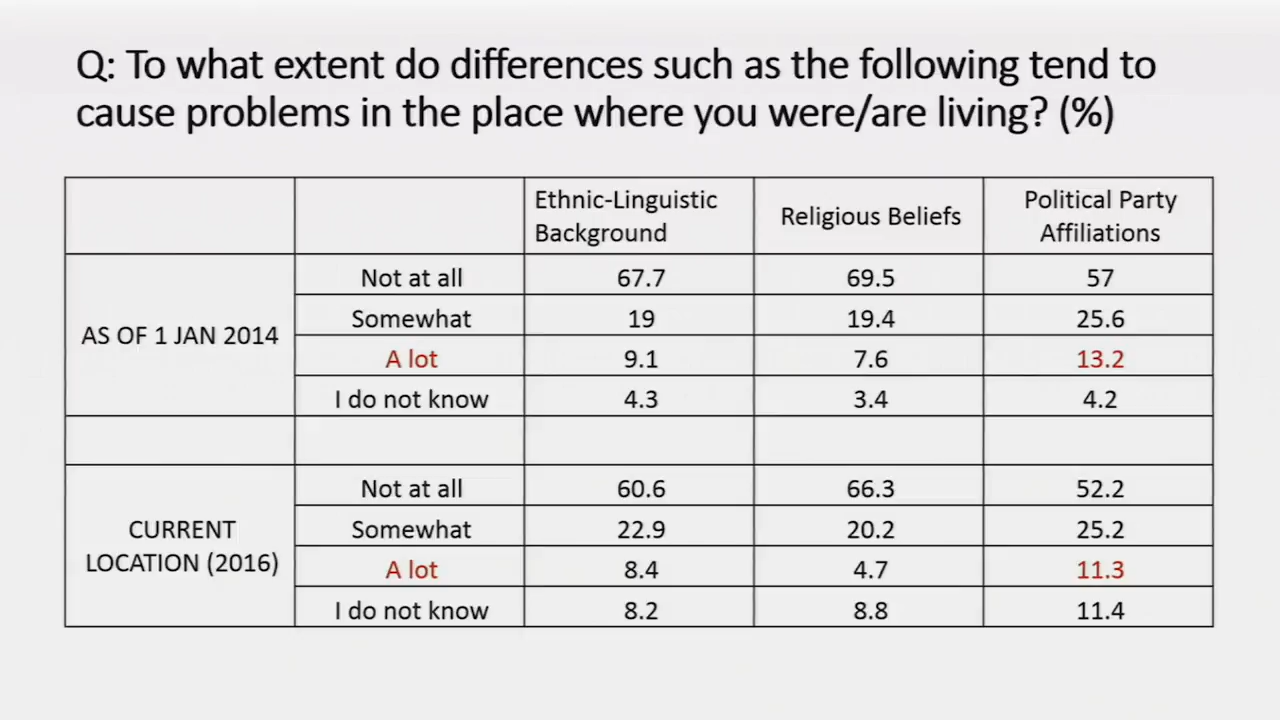 Q: To what extent do differences such as the following tend to
cause problems in the place where you were/are living? (%)
Ethnic-Linguistic
Background
Religious Beliefs
Political Party
Affiliations
AS OF 1 JAN 2014
Not at all 67.7 69.5 57
Somewhat 19 19.4 25.6
A lot 9.1 7.6 13.2
I do not know 4.3 3.4 4.2
CURRENT
LOCATION (2016)
Not at all 60.6 66.3 52.2
Somewhat 22.9 20.2 25.2
A lot 8.4 4.7 11.3
I do not know 8.2 8.8 11.4